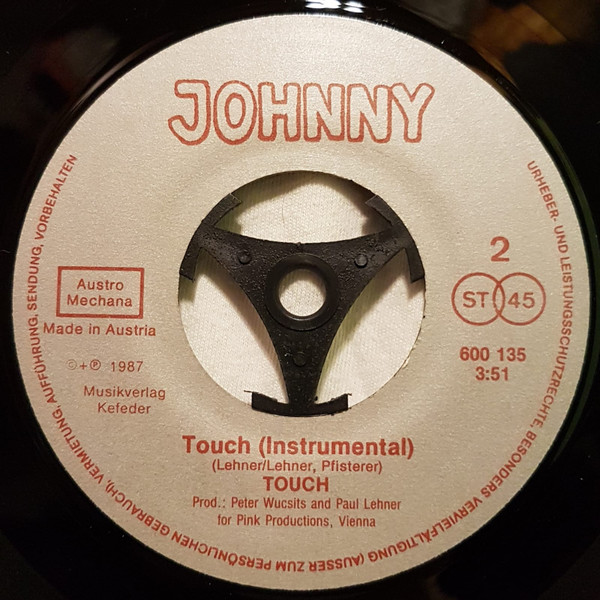 JOHNNY
URHEBER- UND LEISTUNGSSCHUTZRECHTE, BESONDERS VERVIELFÄLTIGUNG (AUSSER ZUM PERSÖNLICHEN GEBRAUCH), VERMIETUNG, AUFFÜHRUNG, SENDUNG, VORBEHALTEN
Austro
Mechana
Made in Austria
©+℗ 1987
Musikverlag
Kefeder
2
ST 45
600 135
3:51
Touch (Instrumental)
(Lehner/Lehner, Pfisterer)
TOUCH
Prod.: Peter Wucsits and Paul Lehner
for Pink Productions, Vienna